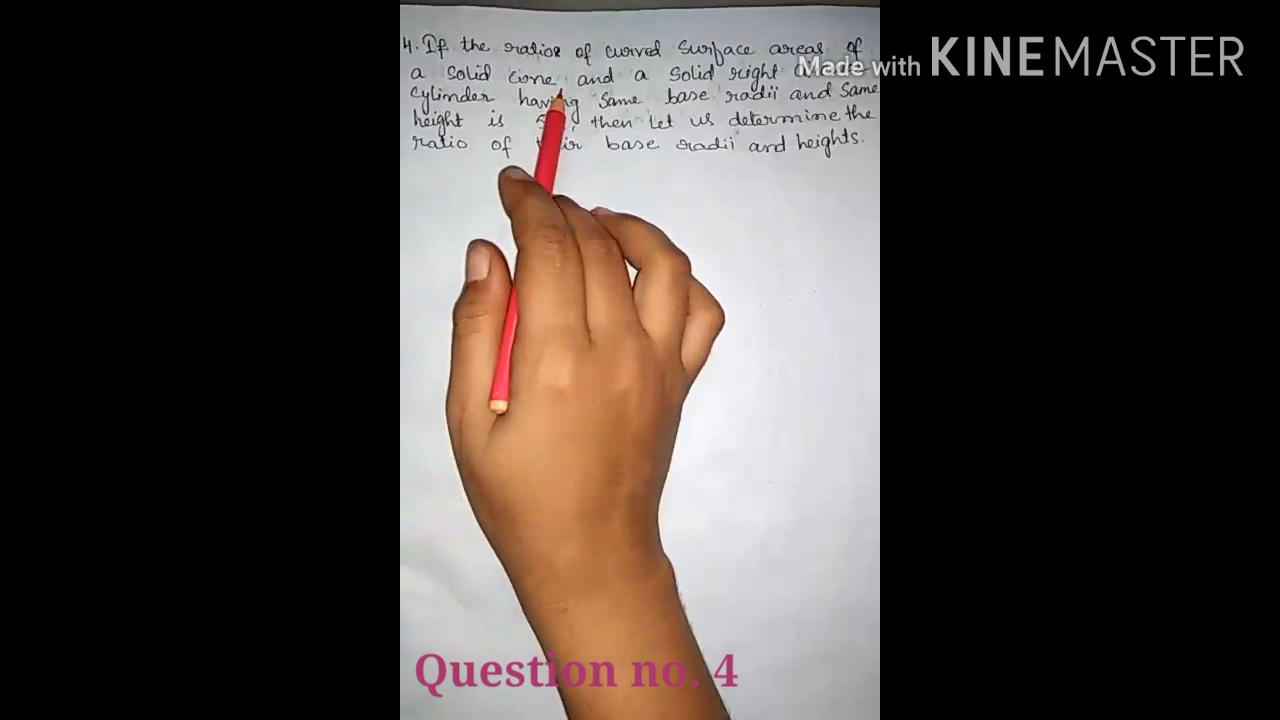 4. If the ratios of curved surface areas of
a solid cone and a solid right
cylinder having same base radii and same
height is then let us determine the
ratio of their base radii and heights.
Made with KINEMASTER
Question no. 4